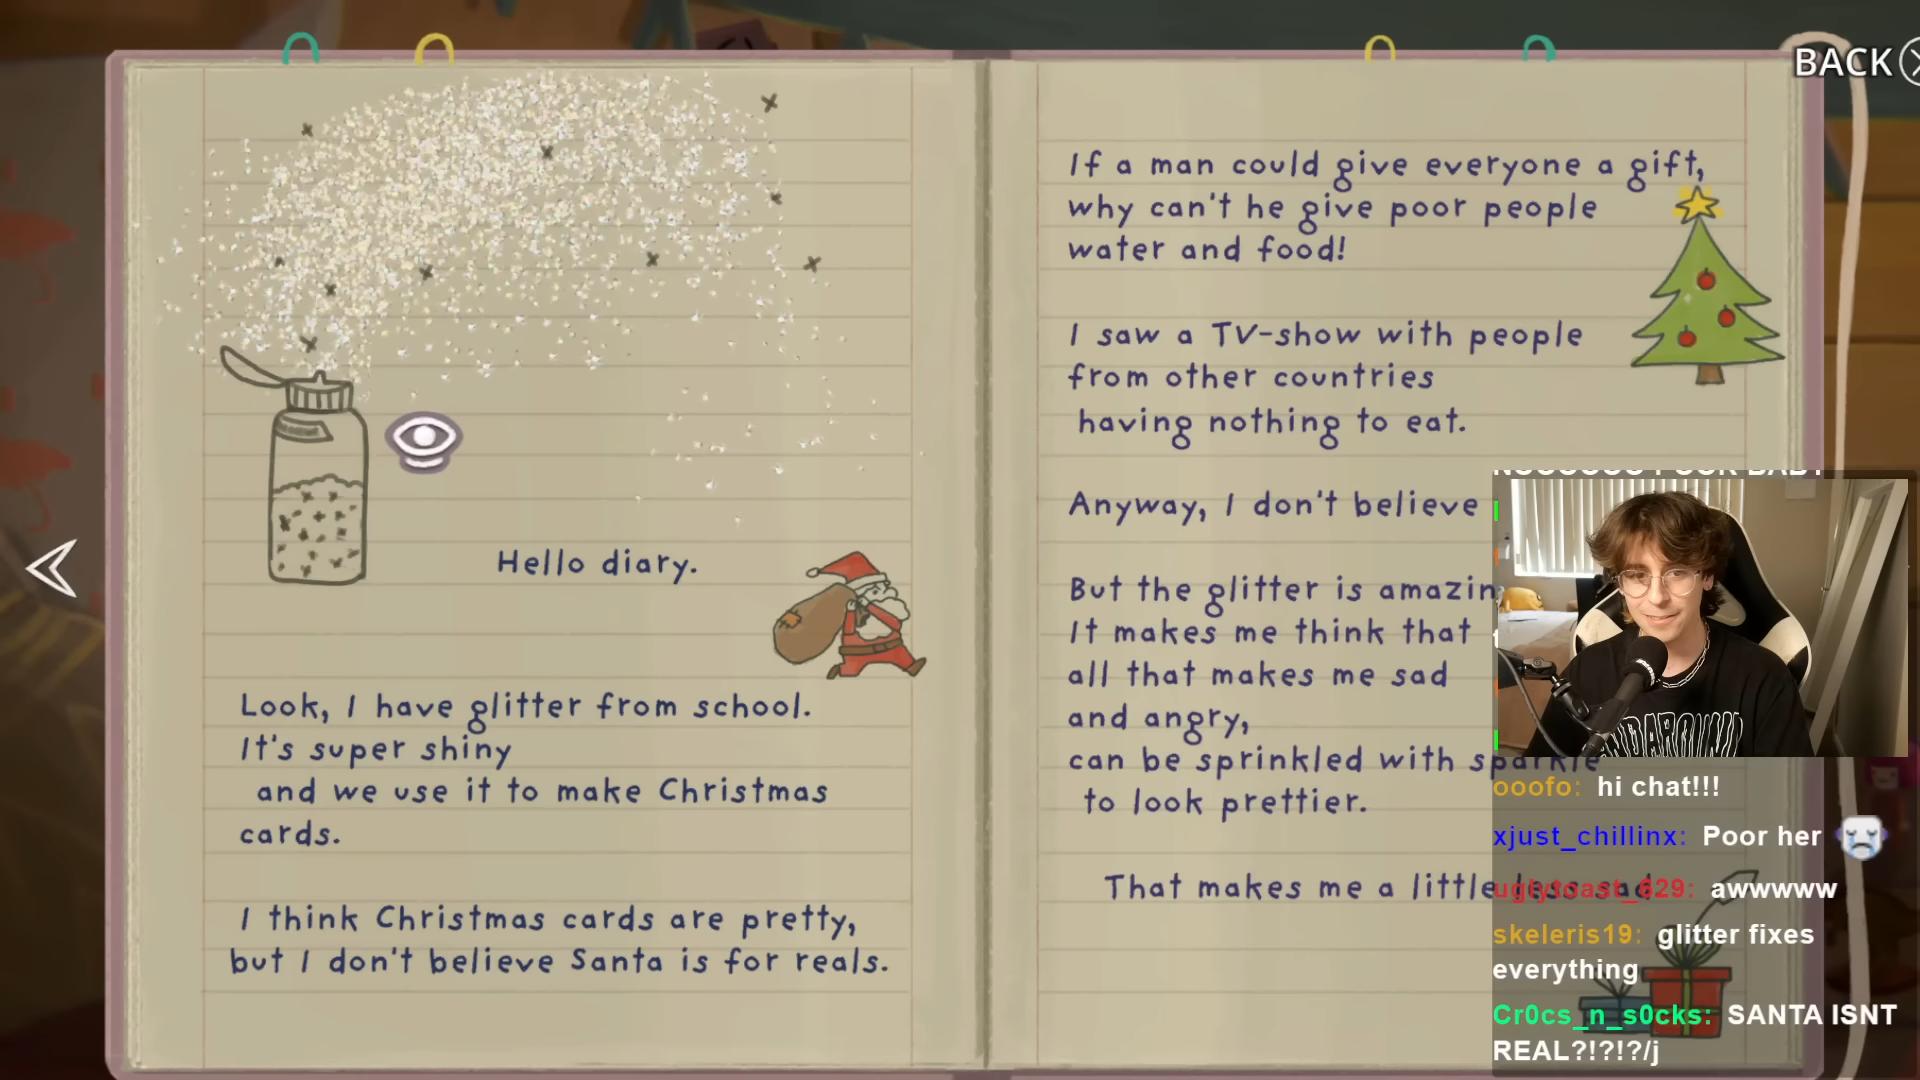 BACK
Hello diary.
Look, I have glitter from school.
It's super shiny
and we use it to make Christmas
cards.
I think Christmas cards are pretty,
but I don't believe Santa is for reals.
If a man could give everyone a gift,
why can't he give poor people
water and food!
I saw a TV-show with people
from other countries
having nothing to eat.
Anyway, I don't believe
But the glitter is amazin
It makes me think that
all that makes me sad
and angry,
can be sprinkled with sparkle
to look prettier.
That makes me a little less sad
ooofo: hi chat!!!
xjust_chillinx: Poor her
uglytoast_629: awwwww
skeleris19: glitter fixes
everything
Cr0cs_n_s0cks: SANTA ISNT
REAL?!?!?/j